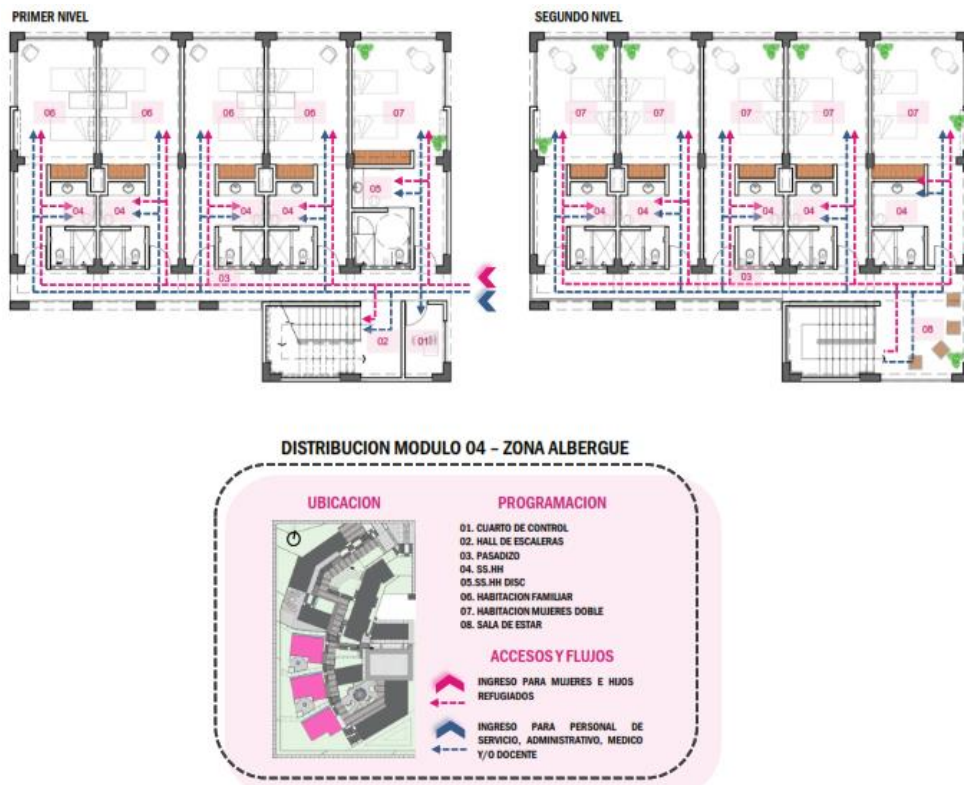 PRIMER NIVEL
SEGUNDO NIVEL
06 06 06 06 07
07 07 07 07 07
04 04 04 04 05
04 04 04 04 04
03
03
02 01
08
DISTRIBUCION MODULO 04 – ZONA ALBERGUE
UBICACION
PROGRAMACION
01. CUARTO DE CONTROL
02. HALL DE ESCALERAS
03. PASADIZO
04. SS.HH
05.SS.HH DISC
06. HABITACION FAMILIAR
07. HABITACION MUJERES DOBLE
08. SALA DE ESTAR
ACCESOS Y FLUJOS
INGRESO PARA MUJERES E HIJOS
REFUGIADOS
INGRESO PARA PERSONAL DE
SERVICIO, ADMINISTRATIVO, MEDICO
Y/O DOCENTE